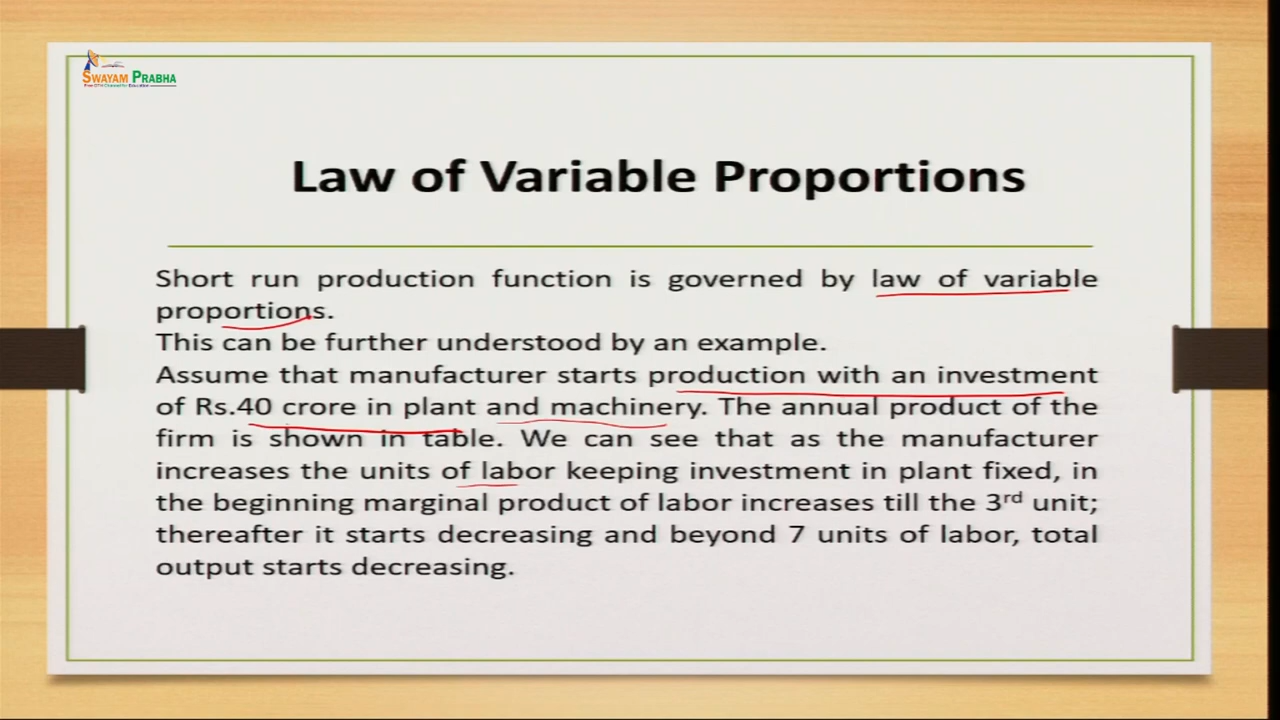 SWAYAM PRABHA
Law of Variable Proportions
Short run production function is governed by law of variable
proportions.
This can be further understood by an example.
Assume that manufacturer starts production with an investment
of Rs.40 crore in plant and machinery. The annual product of the
firm is shown in table. We can see that as the manufacturer
increases the units of labor keeping investment in plant fixed, in
the beginning marginal product of labor increases till the 3rd unit;
thereafter it starts decreasing and beyond 7 units of labor, total
output starts decreasing.